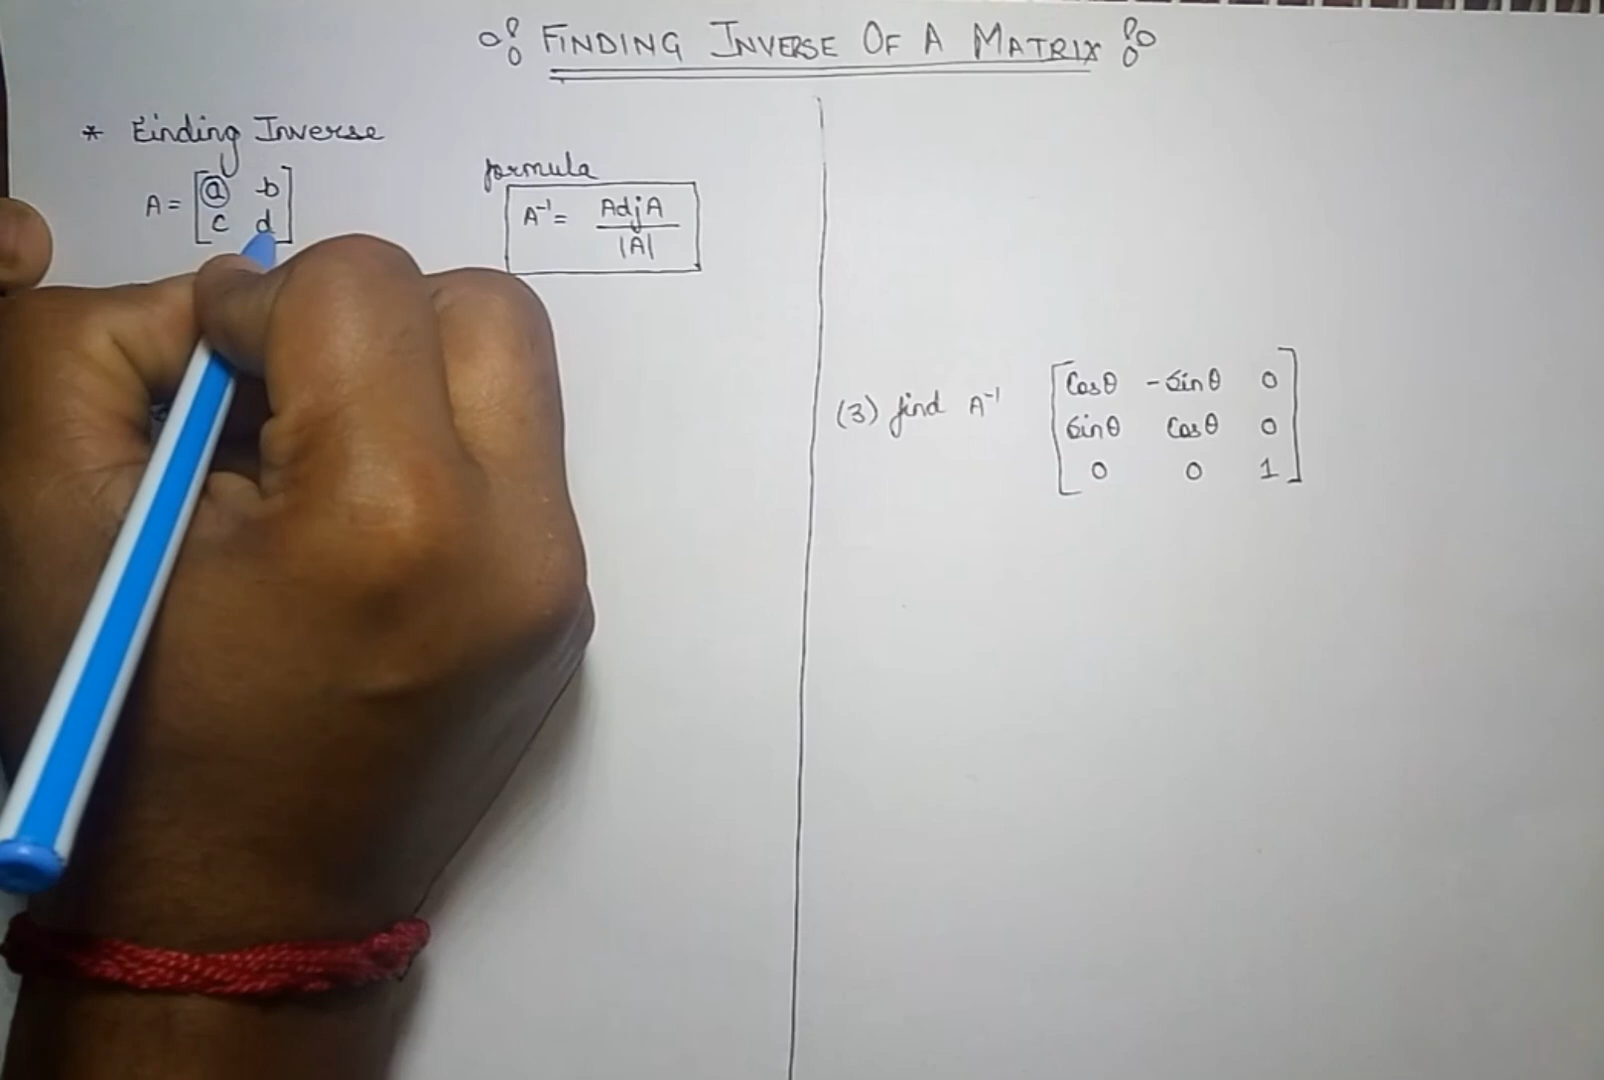 FINDING INVERSE OF A MATRIX
* Finding Inverse
A = [a b
c d]
formula
A⁻¹ = AdjA
|A|
(3) find A⁻¹
[Cosθ -Sinθ 0
Sinθ Cosθ 0
0 0 1]